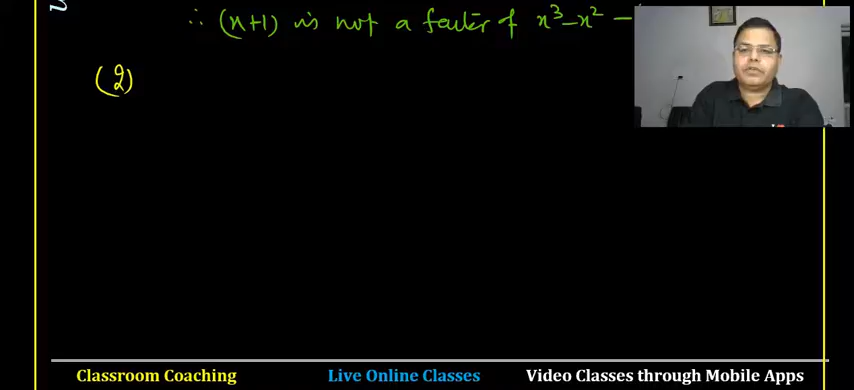 ∴ (x+1) is not a factor of x³ – x² –
(2)
Classroom Coaching Live Online Classes Video Classes through Mobile Apps